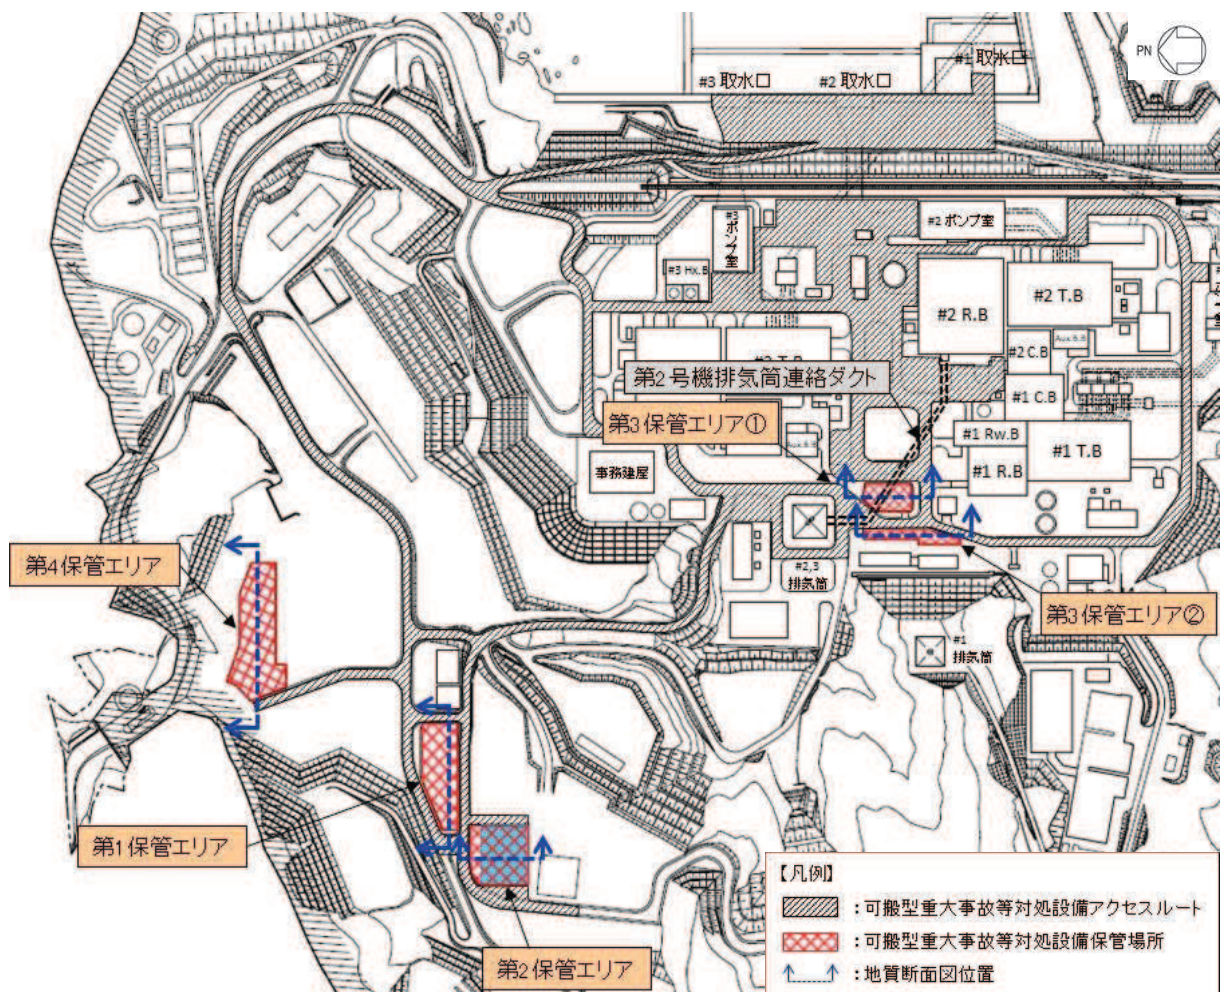 PN
#1 取水口
#3 取水口
#2 取水口
#3 ポンプ室
#2 ポンプ室
#3 Hx.B
#2 R.B
#2 T.B
#2 C.B
Aux.B.B
第2号機排気筒連絡ダクト
#1 C.B
第3保管エリア①
#1 Rw.B
Aux.B.B
#1 T.B
#1 R.B
事務建屋
第4保管エリア
#2,3
排気筒
第3保管エリア②
#1
排気筒
第1保管エリア
第2保管エリア
【凡例】
：可搬型重大事故等対処設備アクセスルート
：可搬型重大事故等対処設備保管場所
：地質断面図位置